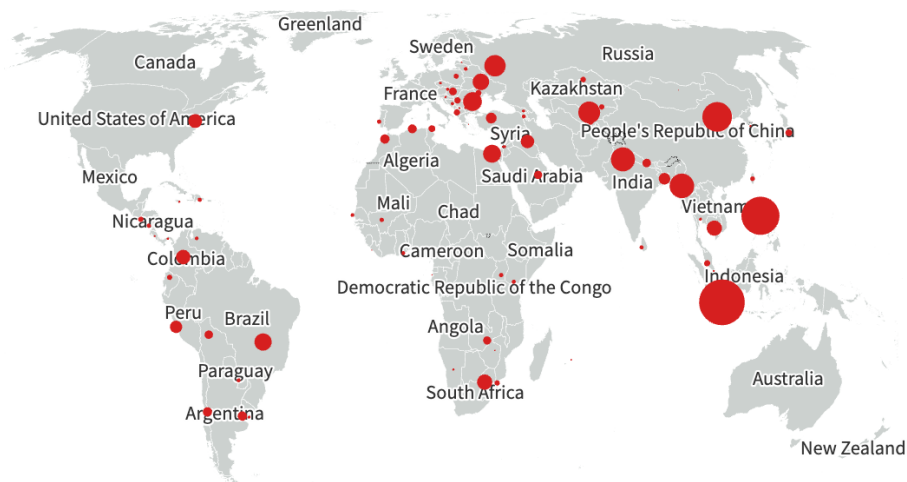 Greenland
Sweden
Russia
Canada
Kazakhstan
France
United States of America
Syria
People's Republic of China
Algeria
Mexico
Saudi Arabia
India
Mali
Chad
Vietnam
Nicaragua
Cameroon
Somalia
Colombia
Indonesia
Democratic Republic of the Congo
Peru
Brazil
Angola
Paraguay
Australia
South Africa
Argentina
New Zealand